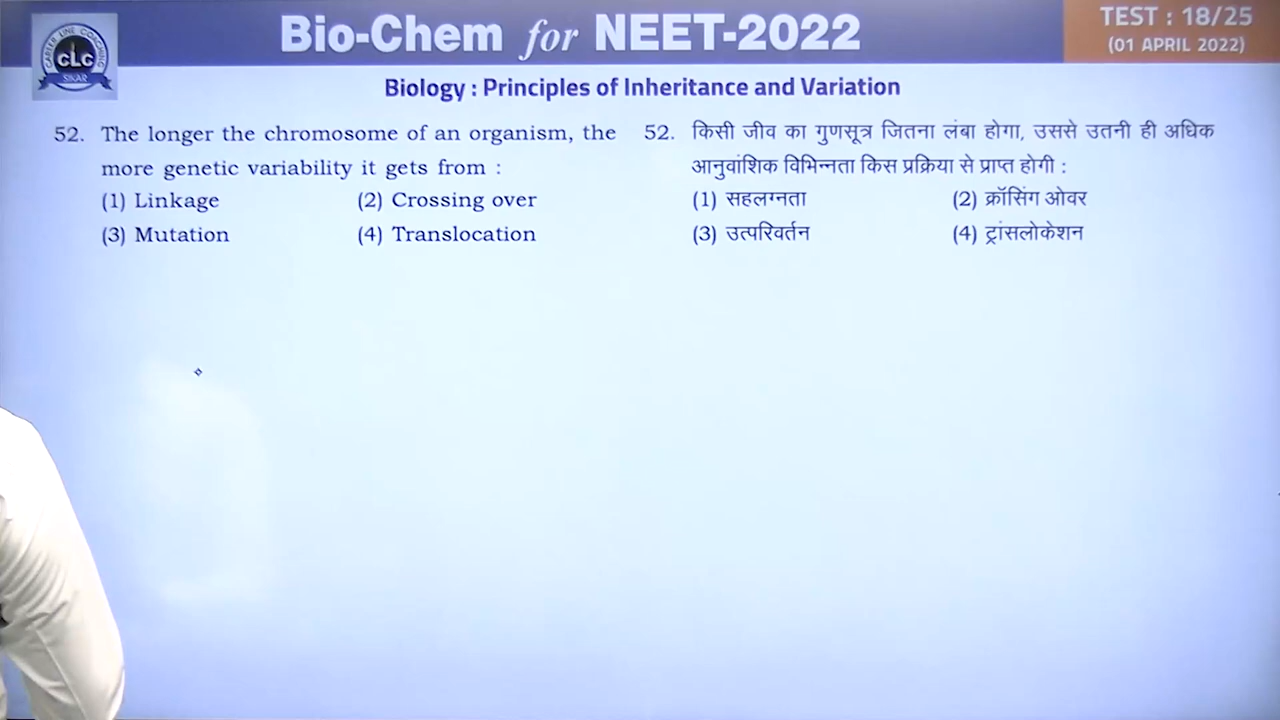 Bio-Chem for NEET-2022
TEST : 18/25
(01 APRIL 2022)
CAREER LINE COACHING
CLC
SIKAR
Biology : Principles of Inheritance and Variation
52. The longer the chromosome of an organism, the
more genetic variability it gets from :
(1) Linkage (2) Crossing over
(3) Mutation (4) Translocation
52. किसी जीव का गुणसूत्र जितना लंबा होगा, उससे उतनी ही अधिक
आनुवांशिक विभिन्नता किस प्रक्रिया से प्राप्त होगी :
(1) सहलग्नता (2) क्रॉसिंग ओवर
(3) उत्परिवर्तन (4) ट्रांसलोकेशन